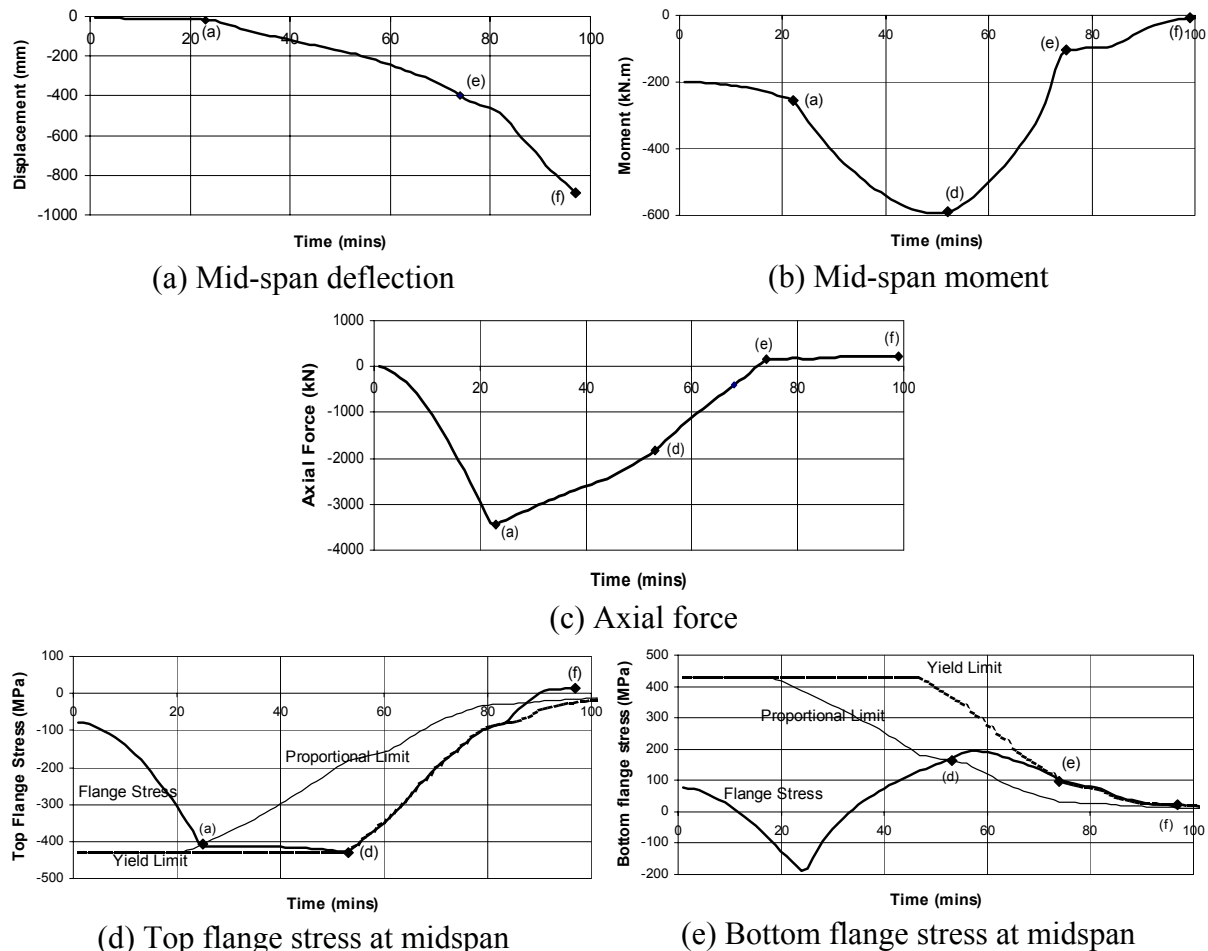 0
-200
-400
-600
-800
-1000
0 20 40 60 80 100
(a)
(e)
(f)
Displacement (mm)
Time (mins)
(a) Mid-span deflection
0
-200
-400
-600
0 20 40 60 80 100
(a)
(d)
(e)
(f)
Moment (kN.m)
Time (mins)
(b) Mid-span moment
1000
0
-1000
-2000
-3000
-4000
0 20 40 60 80 100
(a)
(d)
(e)
(f)
Axial Force (kN)
Time (mins)
(c) Axial force
100
0
-100
-200
-300
-400
-500
0 20 40 60 80 100
(f)
Proportional Limit
Flange Stress
(a)
Yield Limit
(d)
Top Flange Stress (MPa)
Time (mins)
(d) Top flange stress at midspan
500
400
300
200
100
0
-100
-200
0 20 40 60 80 100
Yield Limit
Proportional Limit
(d)
(e)
Flange Stress
(f)
Bottom flange stress (MPa)
Time (mins)
(e) Bottom flange stress at midspan